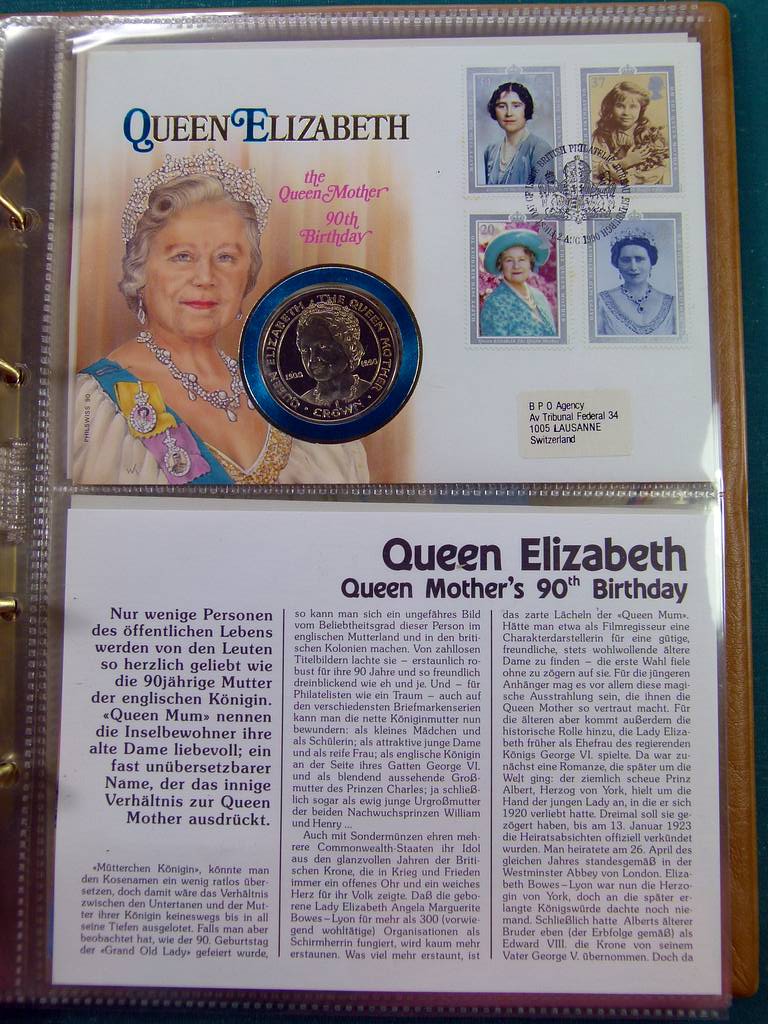 QUEEN ELIZABETH
the
Queen Mother
90th
Birthday
37
20
2 AUG 1990
QUEEN ELIZABETH THE QUEEN MOTHER
1900 1990
CROWN
PHILSWISS 90
B P O Agency
Av Tribunal Federal 34
1005 LAUSANNE
Switzerland
Queen Elizabeth
Queen Mother's 90th Birthday
Nur wenige Personen
des öffentlichen Lebens
werden von den Leuten
so herzlich geliebt wie
die 90jährige Mutter
der englischen Königin.
«Queen Mum» nennen
die Inselbewohner ihre
alte Dame liebevoll; ein
fast unübersetzbarer
Name, der das innige
Verhältnis zur Queen
Mother ausdrückt.
«Mütterchen Königin», könnte man
den Kosenamen ein wenig ratlos über-
setzen, doch damit wäre das Verhältnis
zwischen den Untertanen und der Mut-
ter ihrer Königin keineswegs bis in all
seine Tiefen ausgelotet. Falls man aber
beobachtet hat, wie der 90. Geburtstag
der «Grand Old Lady» gefeiert wurde,
so kann man sich ein ungefähres Bild
vom Beliebtheitsgrad dieser Person im
englischen Mutterland und in den briti-
schen Kolonien machen. Von zahllosen
Titelbildern lachte sie – erstaunlich ro-
bust für ihre 90 Jahre und so freundlich
dreinblickend wie eh und je. Und – für
Philatelisten wie ein Traum – auch auf
den verschiedensten Briefmarkenserien
kann man die nette Königinmutter nun
bewundern: als kleines Mädchen und
als Schülerin; als attraktive junge Dame
und als reife Frau; als englische Königin
an der Seite ihres Gatten George VI.
und als blendend aussehende Groß-
mutter des Prinzen Charles; ja schließ-
lich sogar als ewig junge Urgroßmutter
der beiden Nachwuchsprinzen William
und Henry ...
Auch mit Sondermünzen ehren meh-
rere Commonwealth-Staaten ihr Idol
aus den glanzvollen Jahren der Briti-
schen Krone, die in Krieg und Frieden
immer ein offenes Ohr und ein weiches
Herz für ihr Volk zeigte. Daß die gebo-
rene Lady Elizabeth Angela Marguerite
Bowes-Lyon für mehr als 300 (vorwie-
gend wohltätige) Organisationen als
Schirmherrin fungiert, wird kaum mehr
erstaunen. Was viel mehr erstaunt, ist
das zarte Lächeln der «Queen Mum».
Hätte man etwa als Filmregisseur eine
Charakterdarstellerin für eine gütige,
freundliche, stets wohlwollende ältere
Dame zu finden – die erste Wahl fiele
ohne zu zögern auf sie. Für die jüngeren
Anhänger mag es vor allem diese mag-
ische Ausstrahlung sein, die ihnen die
Queen Mother so vertraut macht. Für
die älteren aber kommt außerdem die
historische Rolle hinzu, die Lady Eliza-
beth früher als Ehefrau des regierenden
Königs George VI. spielte. Da war zu-
nächst eine Romanze, die später um die
Welt ging: der ziemlich scheue Prinz
Albert, Herzog von York, hielt um die
Hand der jungen Lady an, in die er sich
1920 verliebt hatte. Dreimal soll sie ge-
zögert haben, bis am 13. Januar 1923
die Heiratsabsichten offiziell verkündet
wurden. Man heiratete am 26. April des
gleichen Jahres standesgemäß in der
Westminster Abbey von London. Eliza-
beth Bowes-Lyon war nun die Herzo-
gin von York, doch an die später er-
langte Königswürde dachte noch nie-
mand. Schließlich hatte Alberts älterer
Bruder eben (der Erbfolge gemäß) als
Edward VIII. die Krone von seinem
Vater George V. übernommen. Doch da